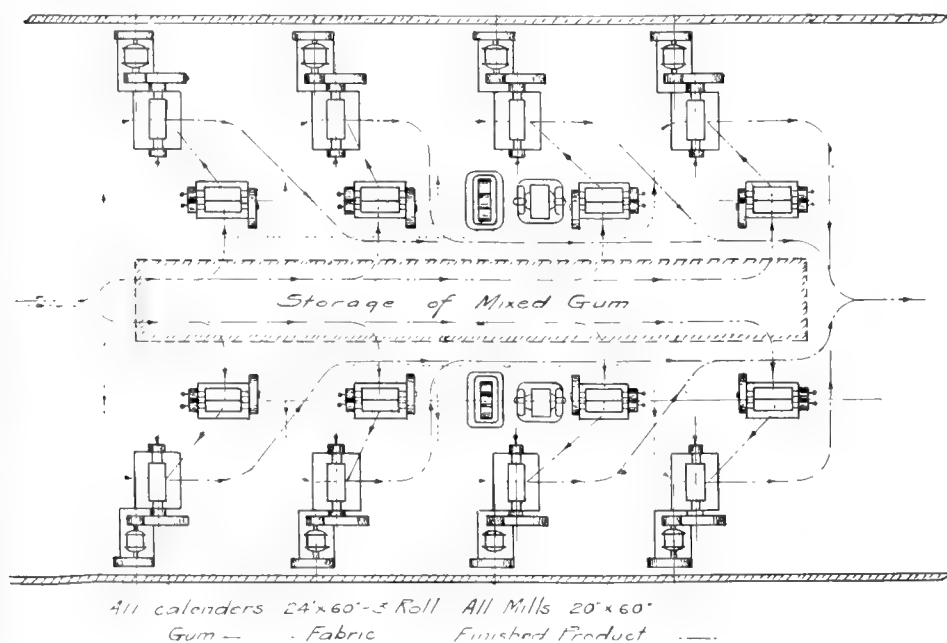 Storage of Mixed Gum
All calenders 24"x60"-3 Roll All Mills 20"x60"
Gum Fabric Finished Product